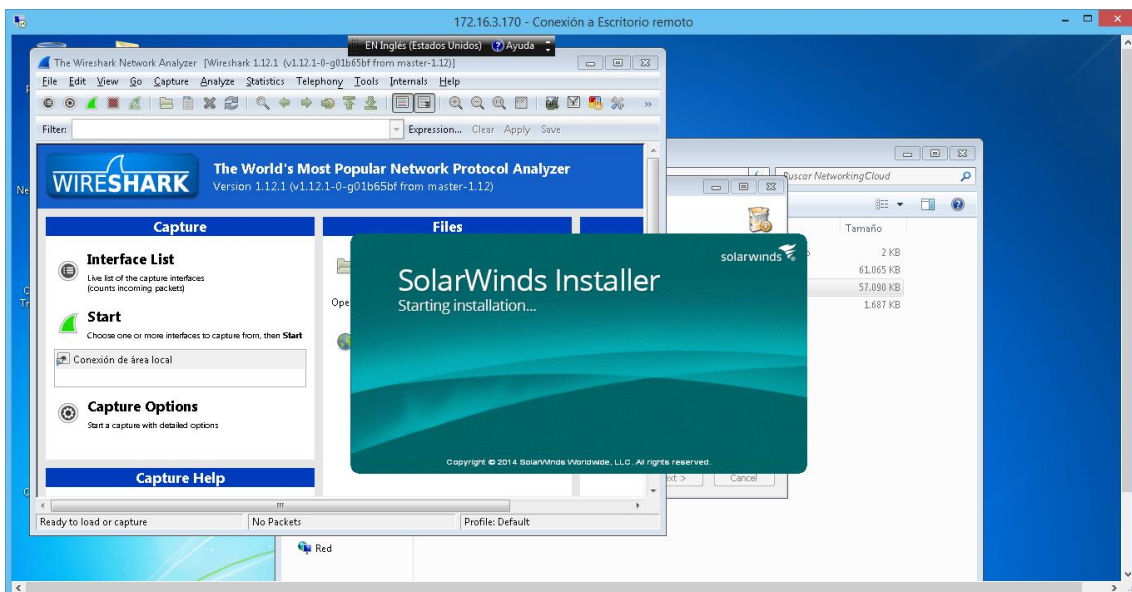 172.16.3.170 - Conexión a Escritorio remoto
EN Inglés (Estados Unidos) Ayuda
The Wireshark Network Analyzer [Wireshark 1.12.1 (v1.12.1-0-g01b65bf from master-1.12)]
File Edit View Go Capture Analyze Statistics Telephony Tools Internals Help
Filter: Expression... Clear Apply Save
Buscar NetworkingCloud
WIRESHARK
The World's Most Popular Network Protocol Analyzer
Version 1.12.1 (v1.12.1-0-g01b65bf from master-1.12)
Ne
Capture
Files
Tamaño
2 KB
61.065 KB
57.090 KB
1.687 KB
Interface List
Live list of the capture interfaces
(counts incoming packets)
Start
Choose one or more interfaces to capture from, then Start
Conexión de área local
Capture Options
Start a capture with detailed options
Capture Help
Ope
solarwinds
SolarWinds Installer
Starting installation...
Copyright © 2014 SolarWinds Worldwide, LLC. All rights reserved.
ext > Cancel
Ready to load or capture No Packets Profile: Default
Red